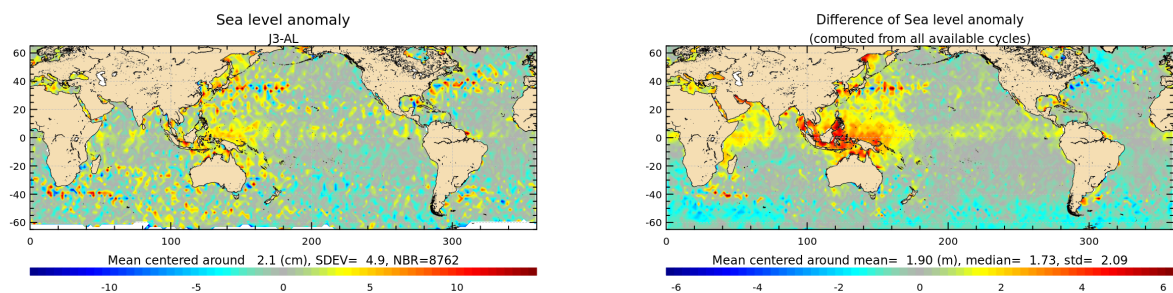 Sea level anomaly
J3-AL
60
40
20
0
-20
-40
-60
0 100 200 300
Mean centered around 2.1 (cm), SDEV= 4.9, NBR=8762
-10 -5 0 5 10
Difference of Sea level anomaly
(computed from all available cycles)
60
40
20
0
-20
-40
-60
0 100 200 300
Mean centered around mean= 1.90 (m), median= 1.73, std= 2.09
-6 -4 -2 0 2 4 6